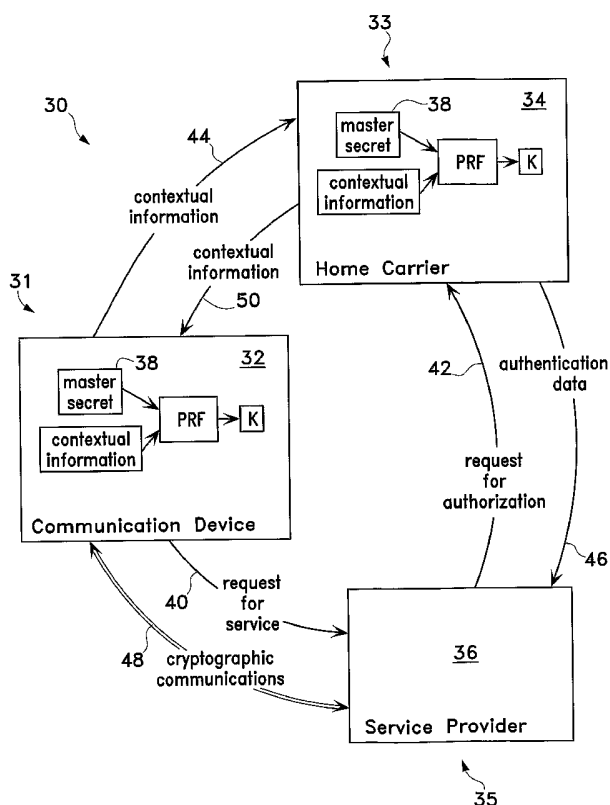 33
30
38
34
44
master
secret
PRF
K
contextual
information
contextual
information
contextual
information
Home Carrier
31
50
38
32
42
authentication
data
master
secret
PRF
K
contextual
information
request
for
authorization
Communication Device
40
request
for
service
46
48
cryptographic
communications
36
Service Provider
35